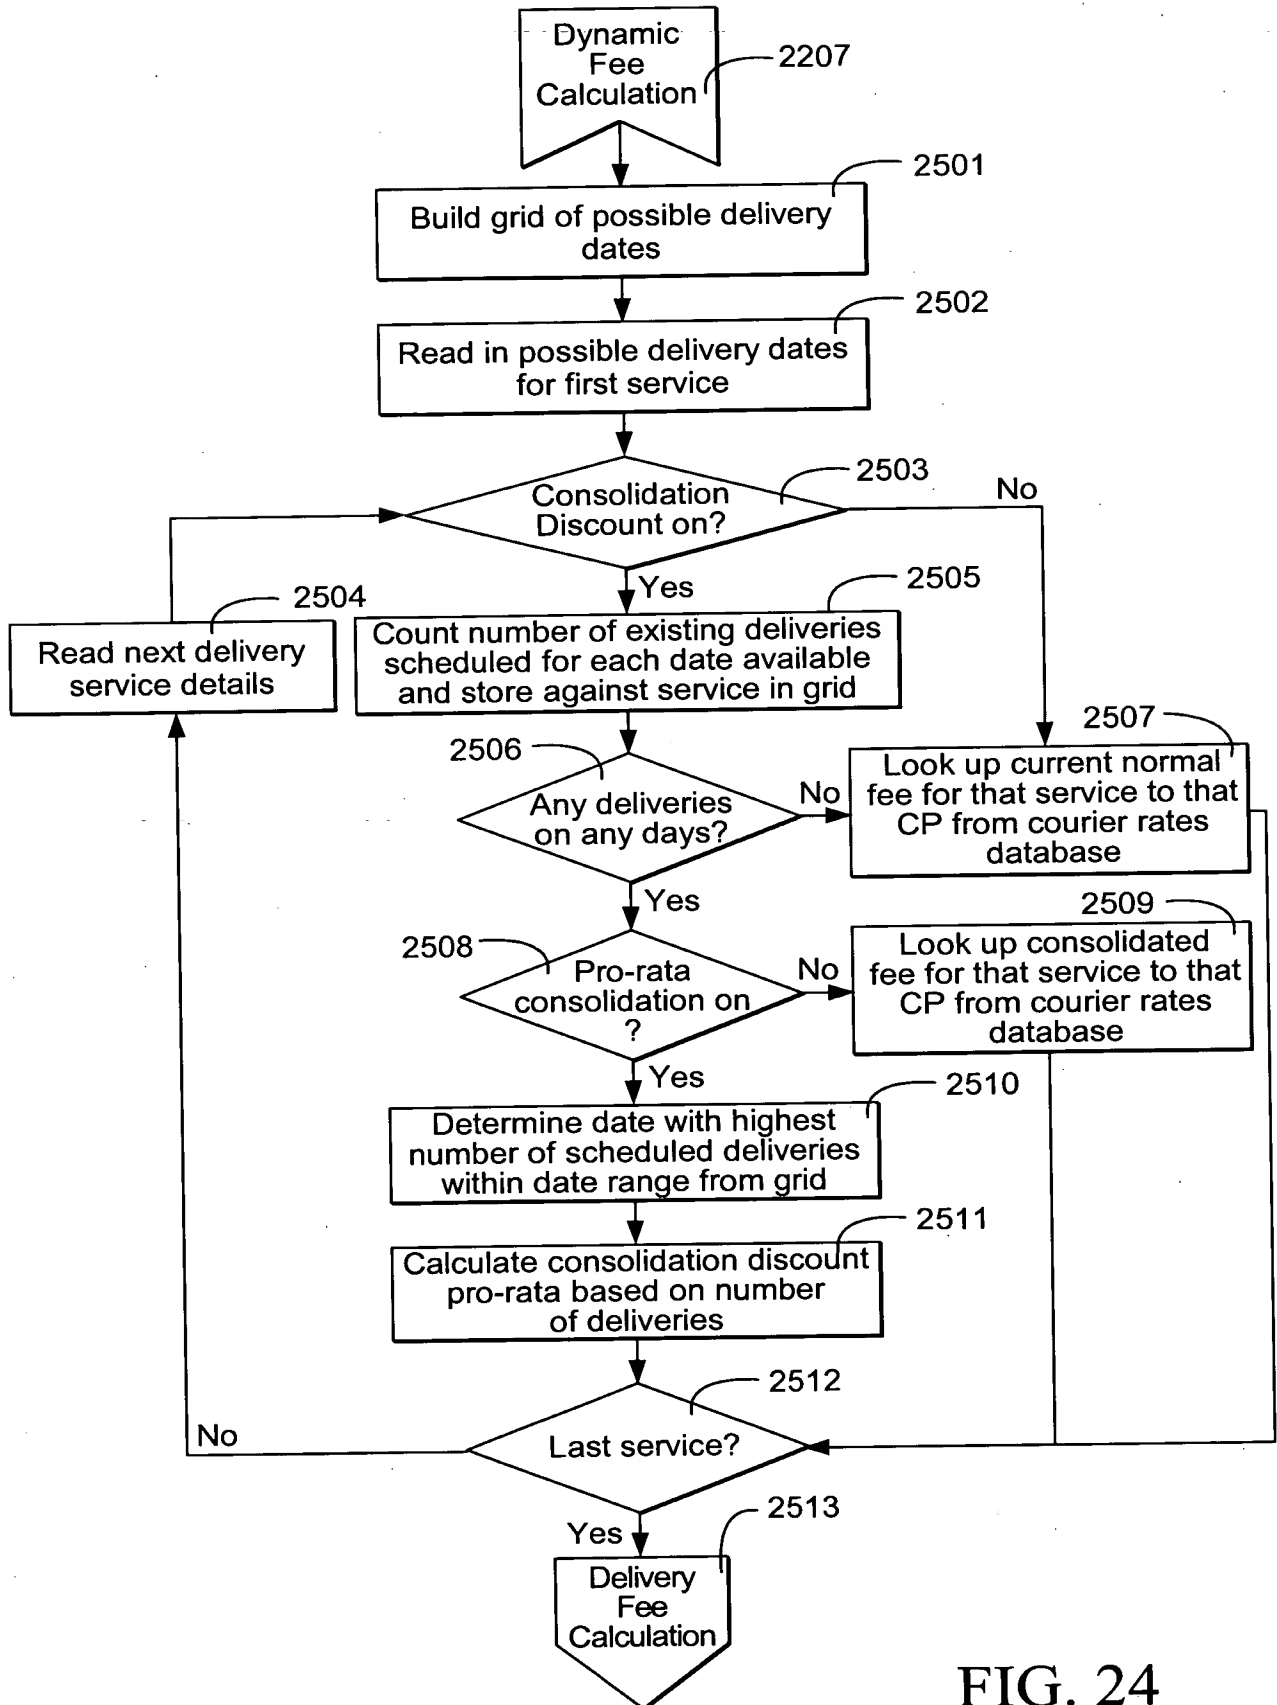 Dynamic
Fee
Calculation
2207
2501
Build grid of possible delivery
dates
2502
Read in possible delivery dates
for first service
2503
Consolidation
Discount on?
No
Yes
2504
Read next delivery
service details
2505
Count number of existing deliveries
scheduled for each date available
and store against service in grid
2506
Any deliveries
on any days?
No
2507
Look up current normal
fee for that service to that
CP from courier rates
database
Yes
2508
Pro-rata
consolidation on
?
No
2509
Look up consolidated
fee for that service to that
CP from courier rates
database
Yes
2510
Determine date with highest
number of scheduled deliveries
within date range from grid
2511
Calculate consolidation discount
pro-rata based on number
of deliveries
2512
Last service?
No
Yes
2513
Delivery
Fee
Calculation
FIG. 24